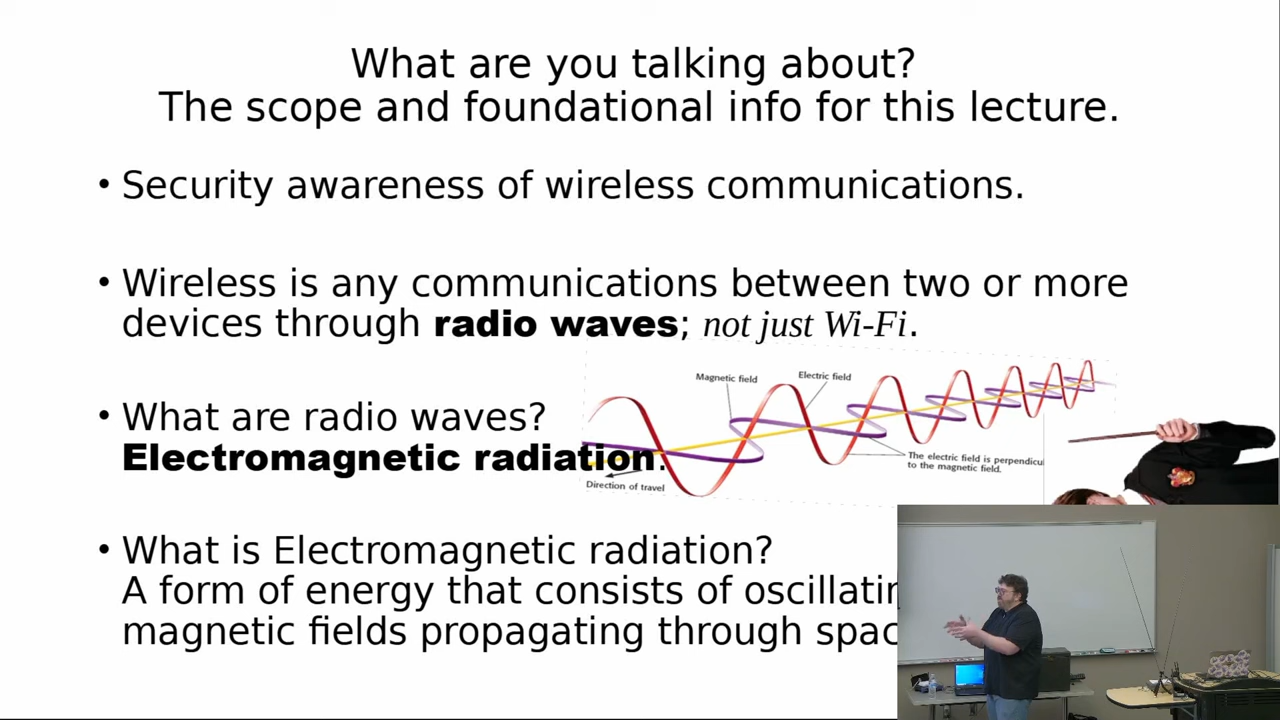 What are you talking about?
The scope and foundational info for this lecture.
• Security awareness of wireless communications.
• Wireless is any communications between two or more
devices through radio waves; not just Wi-Fi.
Magnetic field
Electric field
• What are radio waves?
Electromagnetic radiation.
The electric field is perpendicu
to the magnetic field.
Direction of travel
• What is Electromagnetic radiation?
A form of energy that consists of oscillatin
magnetic fields propagating through spac